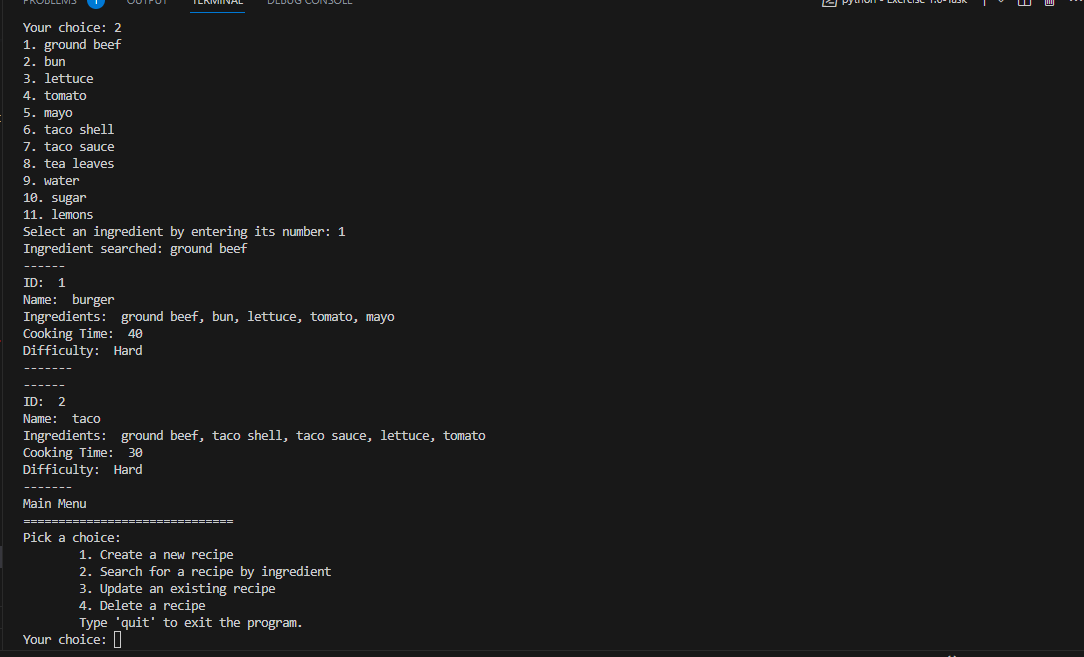 PROBLEMS 1 OUTPUT TERMINAL DEBUG CONSOLE python - Exercise 1.6-Task
Your choice: 2
1. ground beef
2. bun
3. lettuce
4. tomato
5. mayo
6. taco shell
7. taco sauce
8. tea leaves
9. water
10. sugar
11. lemons
Select an ingredient by entering its number: 1
Ingredient searched: ground beef
------
ID:  1
Name:  burger
Ingredients:  ground beef, bun, lettuce, tomato, mayo
Cooking Time:  40
Difficulty:  Hard
-------
------
ID:  2
Name:  taco
Ingredients:  ground beef, taco shell, taco sauce, lettuce, tomato
Cooking Time:  30
Difficulty:  Hard
-------
Main Menu
==============================
Pick a choice:
        1. Create a new recipe
        2. Search for a recipe by ingredient
        3. Update an existing recipe
        4. Delete a recipe
        Type 'quit' to exit the program.
Your choice: